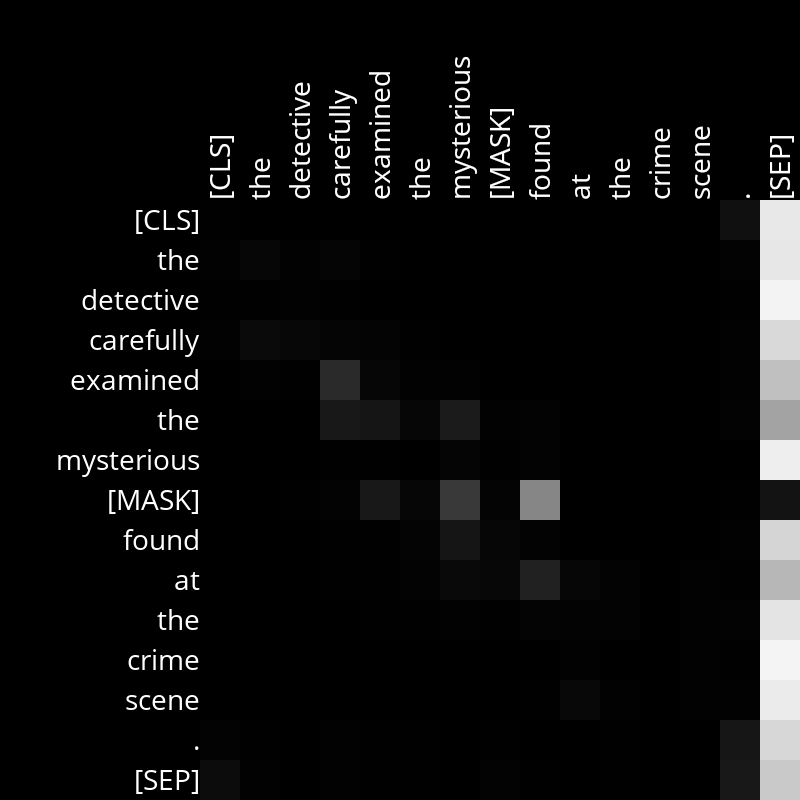 [CLS] the detective carefully examined the mysterious [MASK] found at the crime scene . [SEP]
[CLS]
the
detective
carefully
examined
the
mysterious
[MASK]
found
at
the
crime
scene
.
[SEP]